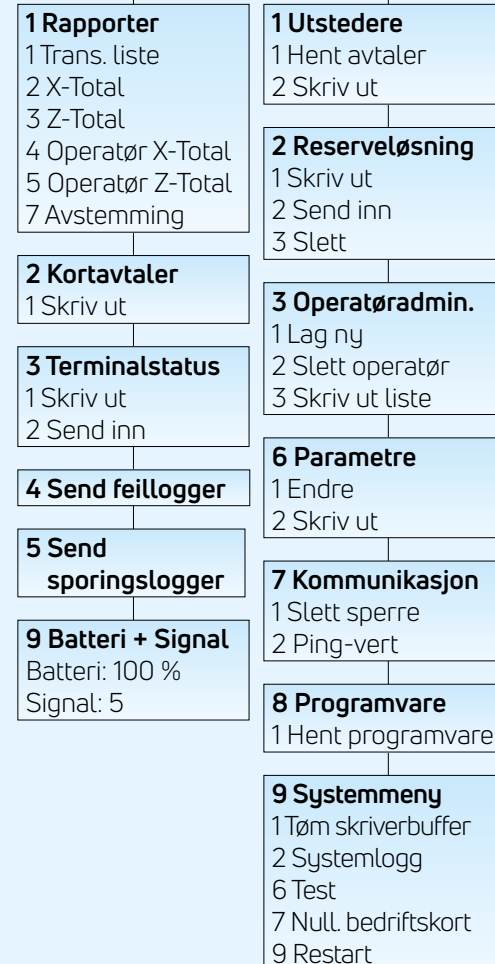 1 Rapporter
1 Trans. liste
2 X-Total
3 Z-Total
4 Operatør X-Total
5 Operatør Z-Total
7 Avstemming
2 Kortavtaler
1 Skriv ut
3 Terminalstatus
1 Skriv ut
2 Send inn
4 Send feillogger
5 Send
sporingslogger
9 Batteri + Signal
Batteri: 100 %
Signal: 5
1 Utstedere
1 Hent avtaler
2 Skriv ut
2 Reserveløsning
1 Skriv ut
2 Send inn
3 Slett
3 Operatøradmin.
1 Lag ny
2 Slett operatør
3 Skriv ut liste
6 Parametre
1 Endre
2 Skriv ut
7 Kommunikasjon
1 Slett sperre
2 Ping-vert
8 Programvare
1 Hent programvare
9 Systemmeny
1 Tøm skriverbuffer
2 Systemlogg
6 Test
7 Null. bedriftskort
9 Restart